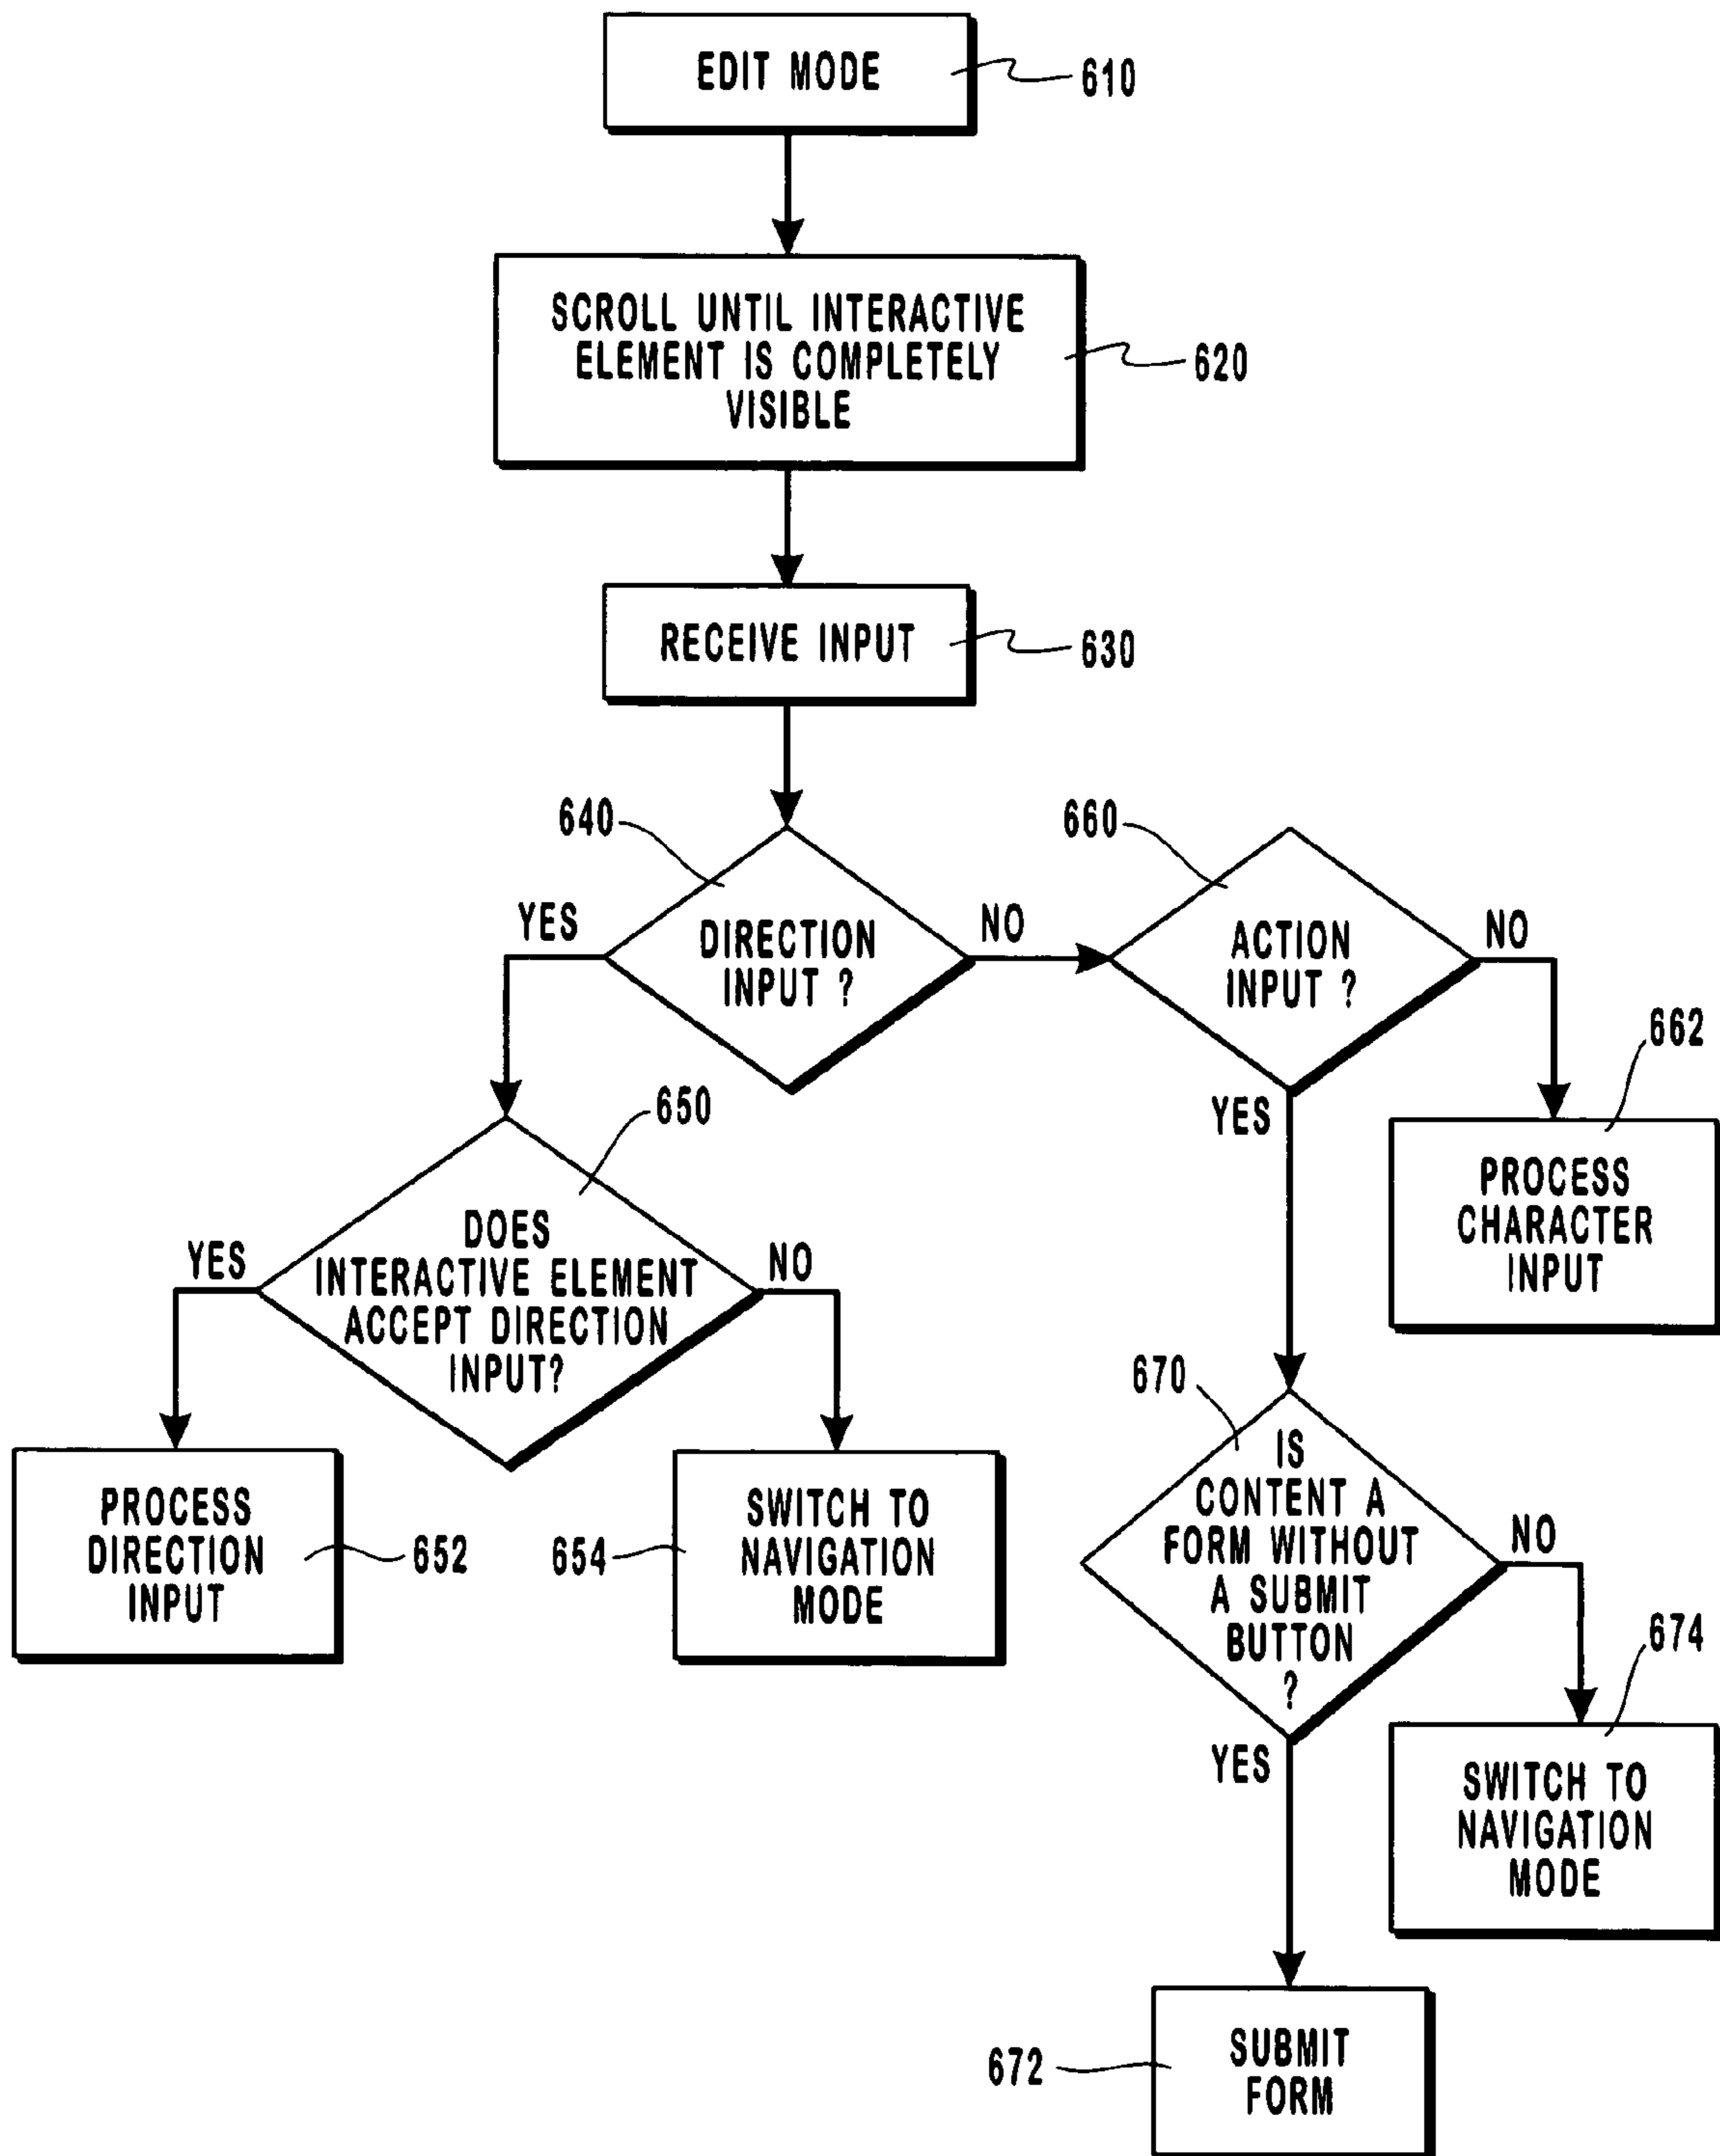 EDIT MODE
610
SCROLL UNTIL INTERACTIVE
ELEMENT IS COMPLETELY
VISIBLE
620
RECEIVE INPUT
630
640
660
YES
DIRECTION
INPUT ?
NO
ACTION
INPUT ?
NO
662
650
YES
PROCESS
CHARACTER
INPUT
YES
DOES
INTERACTIVE ELEMENT
ACCEPT DIRECTION
INPUT?
NO
670
PROCESS
DIRECTION
INPUT
652
654
SWITCH TO
NAVIGATION
MODE
IS
CONTENT A
FORM WITHOUT
A SUBMIT
BUTTON
?
NO
674
YES
SWITCH TO
NAVIGATION
MODE
672
SUBMIT
FORM